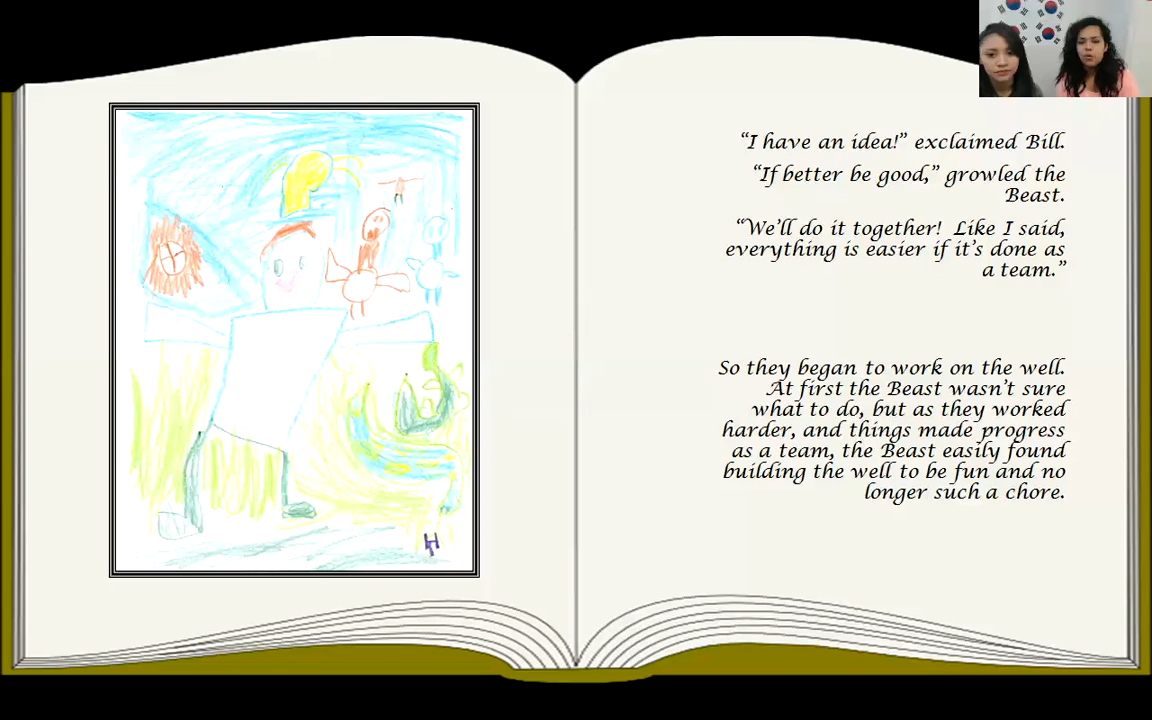 “I have an idea!” exclaimed Bill.
“If better be good,” growled the
Beast.
“We’ll do it together!  Like I said,
everything is easier if it’s done as
a team.”
So they began to work on the well.
At first the Beast wasn’t sure
what to do, but as they worked
harder, and things made progress
as a team, the Beast easily found
building the well to be fun and no
longer such a chore.
H